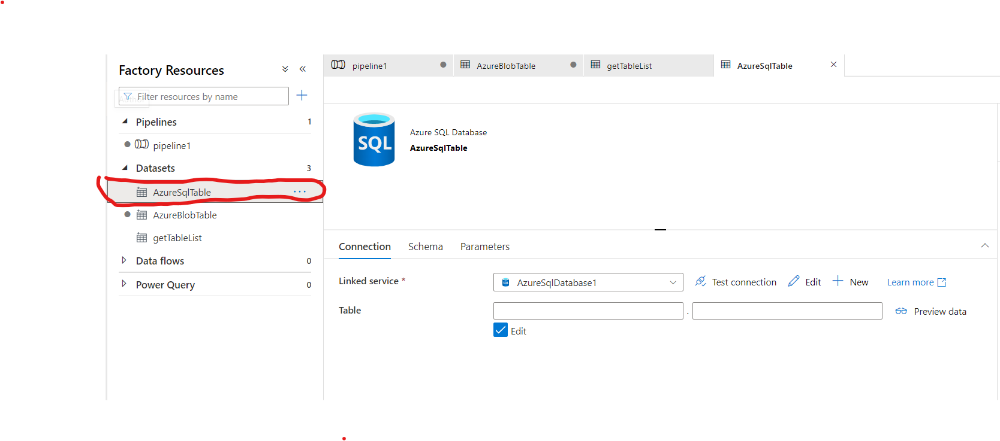 Factory Resources
Filter resources by name
Pipelines 1
pipeline1
Datasets 3
AzureSqlTable ...
AzureBlobTable
getTableList
Data flows 0
Power Query 0
pipeline1
AzureBlobTable
getTableList
AzureSqlTable
SQL
Azure SQL Database
AzureSqlTable
Connection Schema Parameters
Linked service * SQL AzureSqlDatabase1 Test connection Edit New Learn more
Table . Preview data
Edit